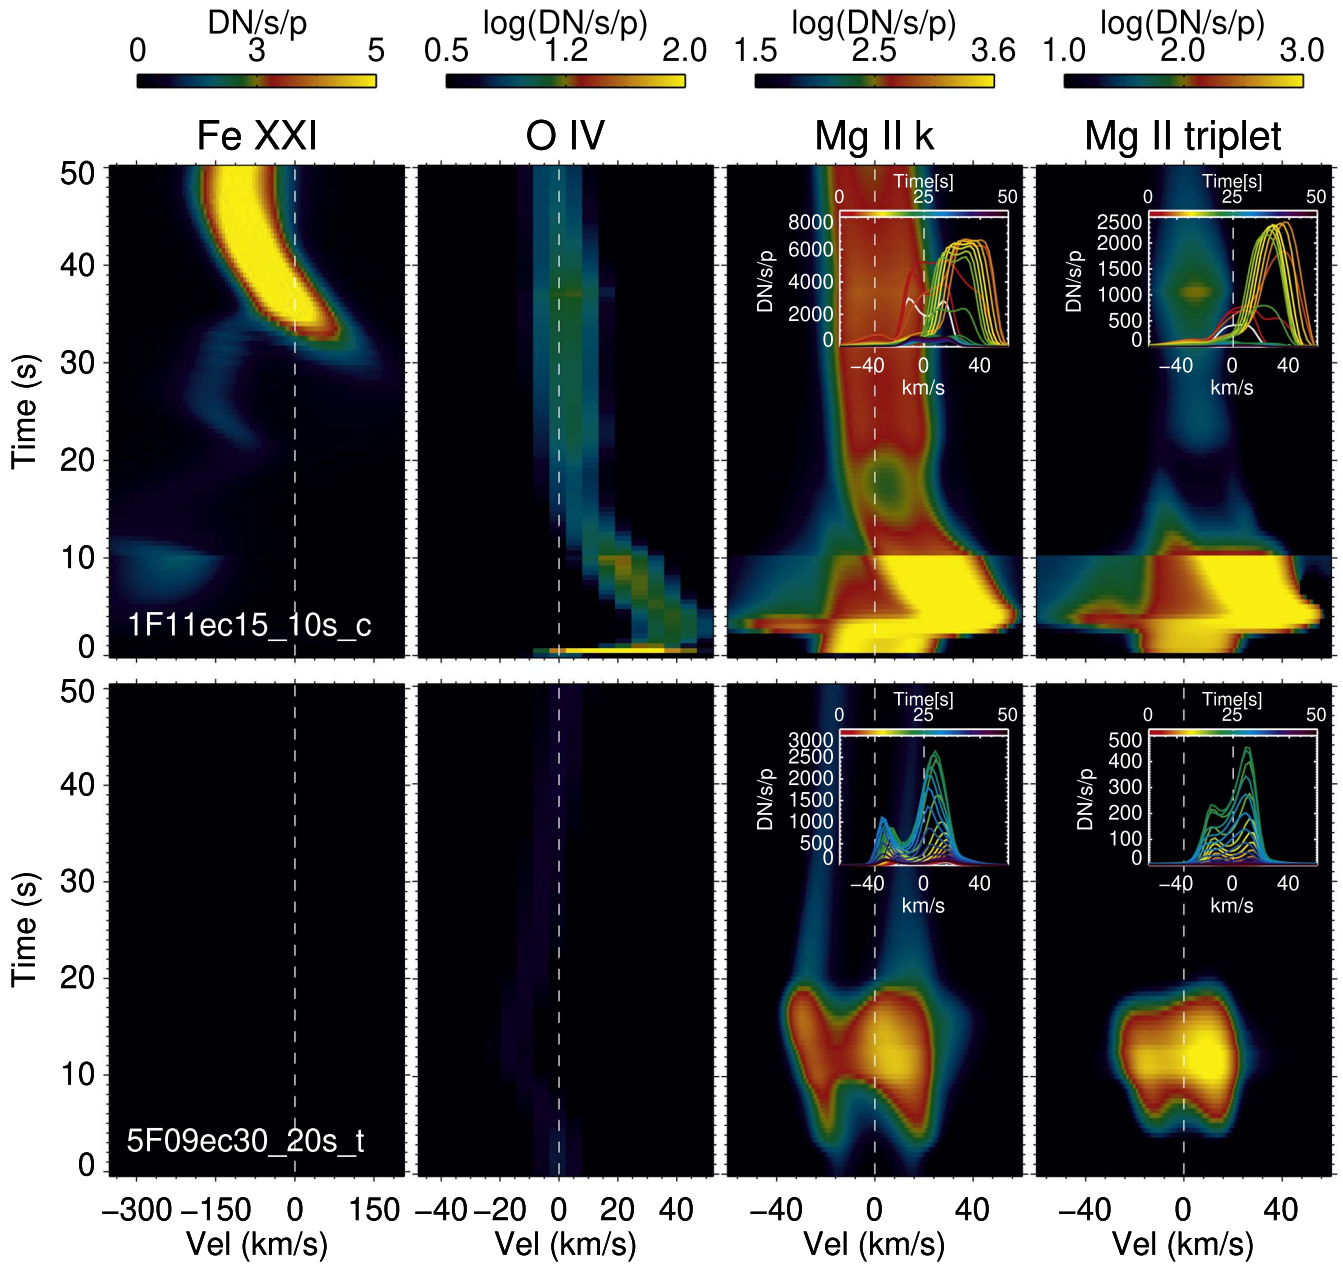 DN/s/p log(DN/s/p) log(DN/s/p) log(DN/s/p)
0 3 5 0.5 1.2 2.0 1.5 2.5 3.6 1.0 2.0 3.0
Fe XXI O IV Mg II k Mg II triplet
50
40
30
20
10
0
Time (s)
1F11ec15_10s_c
Time[s]
0 25 50
8000
6000
4000
2000
0
DN/s/p
−40 0 40
km/s
Time[s]
0 25 50
2500
2000
1500
1000
500
0
DN/s/p
−40 0 40
km/s
50
40
30
20
10
0
Time (s)
5F09ec30_20s_t
Time[s]
0 25 50
3000
2500
2000
1500
1000
500
0
DN/s/p
−40 0 40
km/s
Time[s]
0 25 50
500
400
300
200
100
0
DN/s/p
−40 0 40
km/s
−300 −150 0 150 −40 −20 0 20 40 −40 0 40 −40 0 40
Vel (km/s) Vel (km/s) Vel (km/s) Vel (km/s)